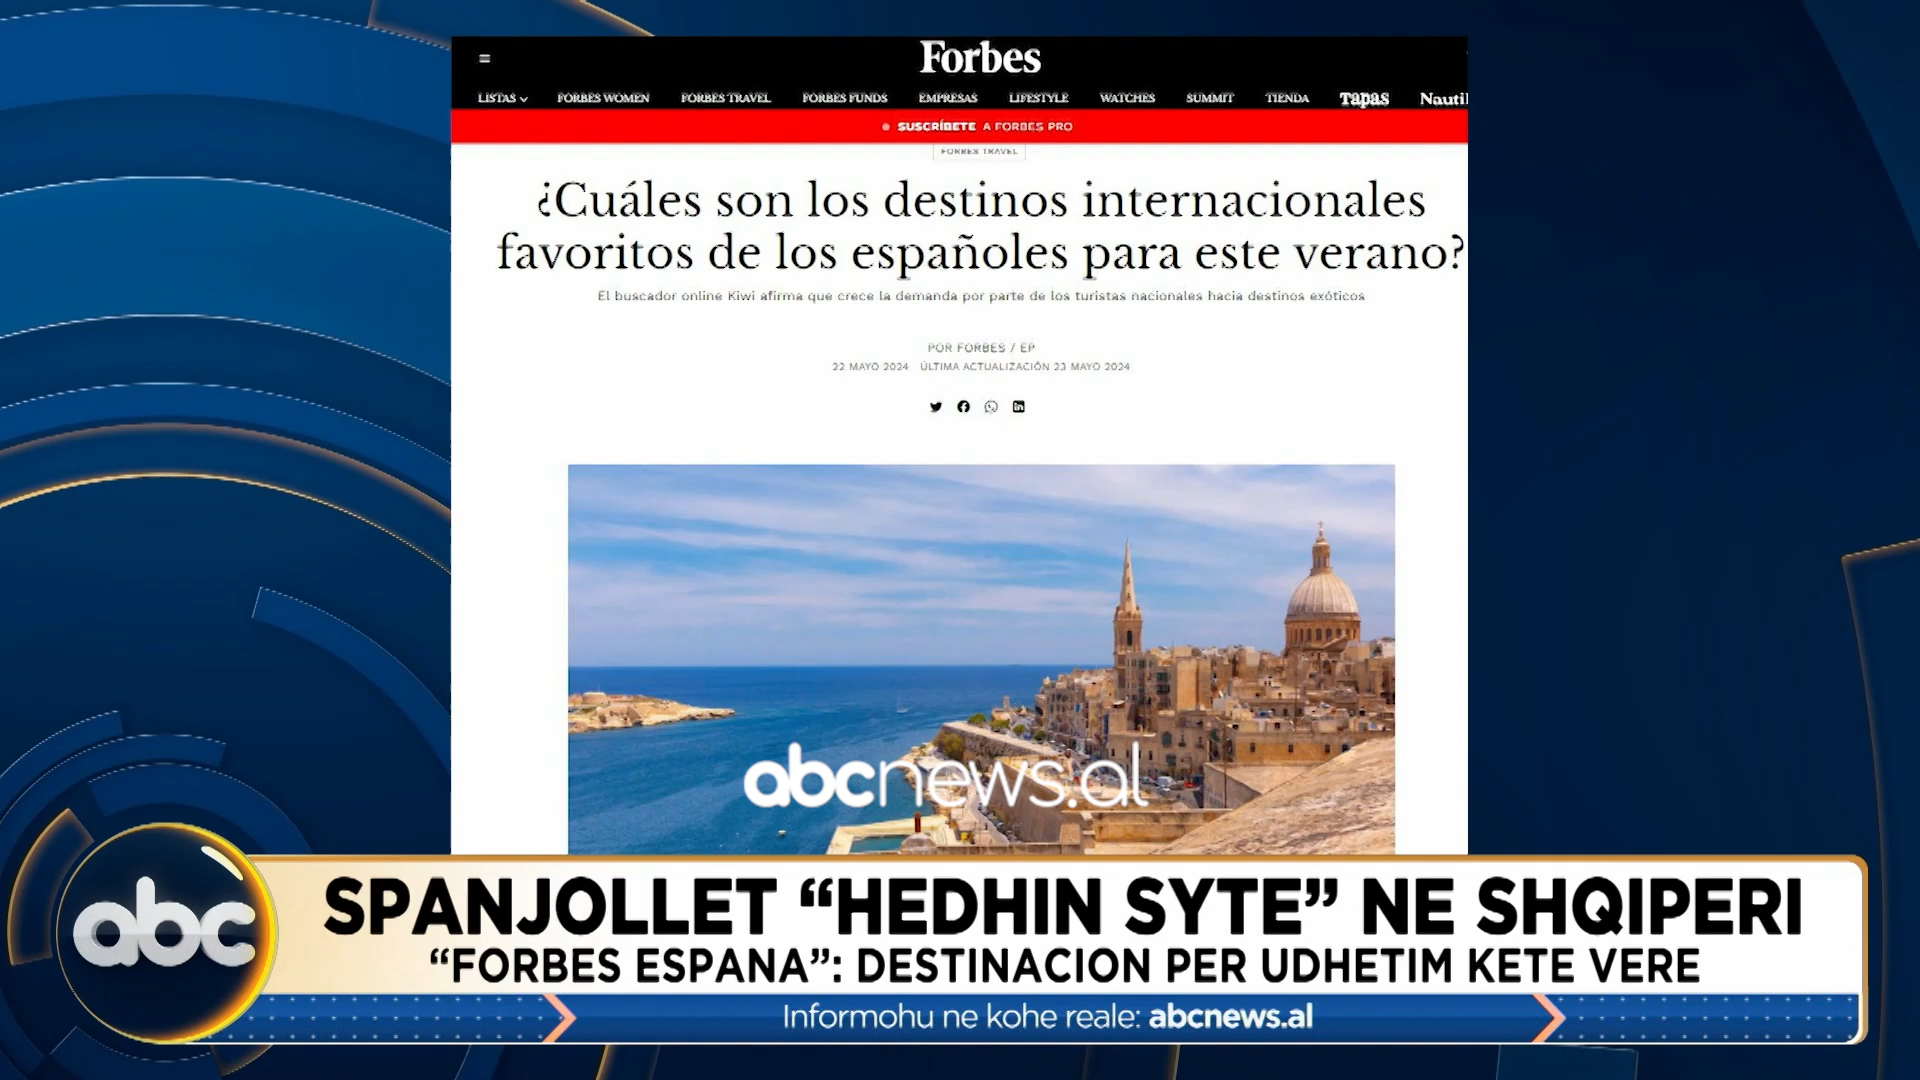 Forbes
LISTAS FORBES WOMEN FORBES TRAVEL FORBES FUNDS EMPRESAS LIFESTYLE WATCHES SUMMIT TIENDA Tapas Nautil
SUSCRÍBETE A FORBES PRO
FORBES TRAVEL
¿Cuáles son los destinos internacionales
favoritos de los españoles para este verano?
El buscador online Kiwi afirma que crece la demanda por parte de los turistas nacionales hacia destinos exóticos
POR FORBES / EP
22 MAYO 2024 ÚLTIMA ACTUALIZACIÓN 23 MAYO 2024
abcnews.al
abc
SPANJOLLET “HEDHIN SYTE” NE SHQIPERI
“FORBES ESPANA”: DESTINACION PER UDHETIM KETE VERE
Informohu ne kohe reale: abcnews.al